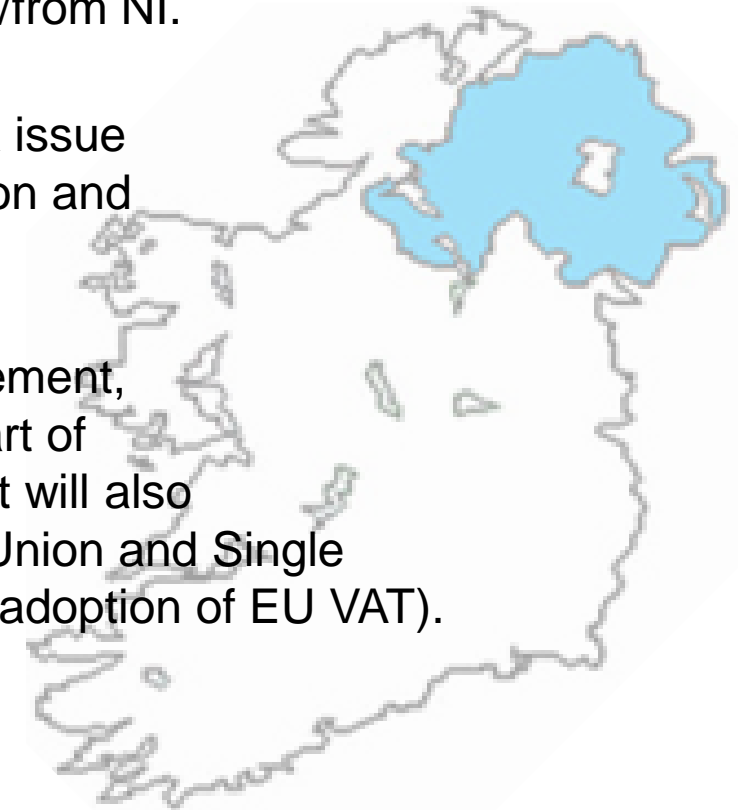 /from NI.
issue
on and
ement,
art of
t will also
Union and Single
adoption of EU VAT).